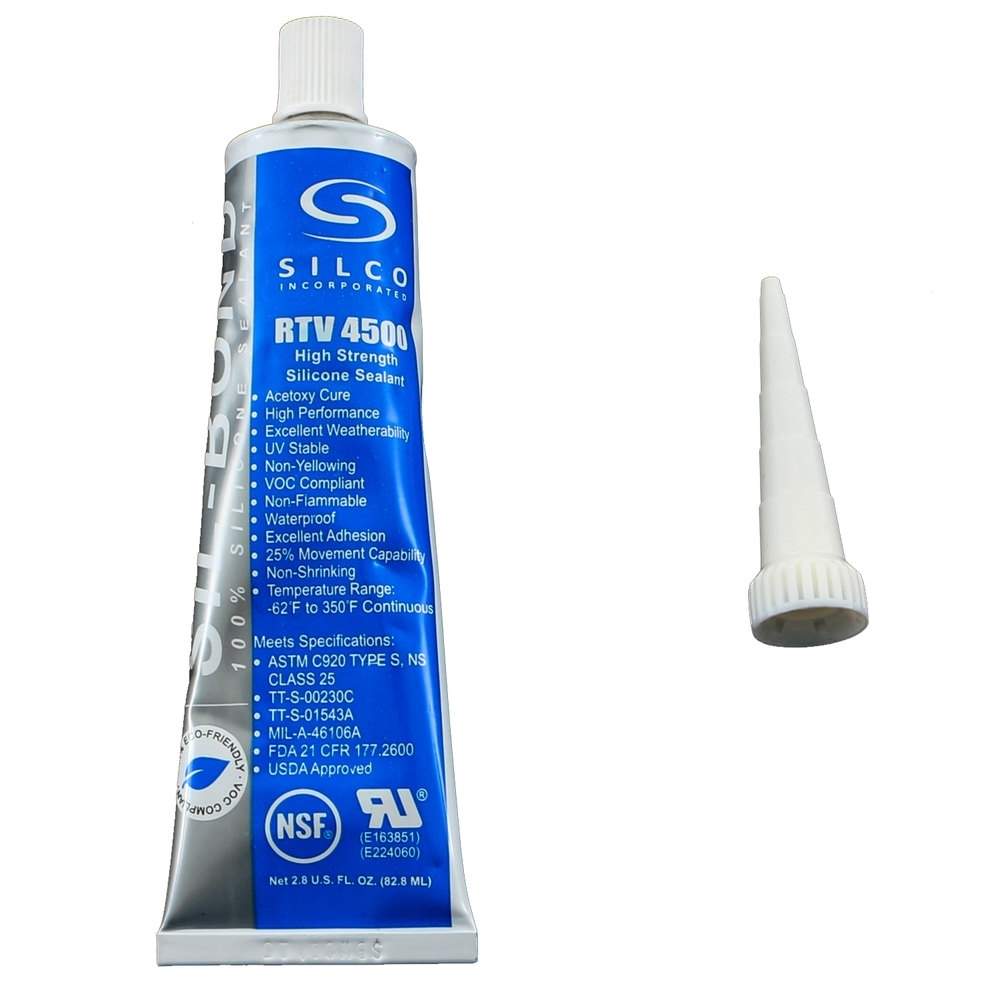 SILCO
INCORPORATED
RTV 4500
High Strength
Silicone Sealant
• Acetoxy Cure
• High Performance
• Excellent Weatherability
• UV Stable
• Non-Yellowing
• VOC Compliant
• Non-Flammable
• Waterproof
• Excellent Adhesion
• 25% Movement Capability
• Non-Shrinking
• Temperature Range:
-62°F to 350°F Continuous
Meets Specifications:
• ASTM C920 TYPE S, NS
CLASS 25
• TT-S-00230C
• TT-S-01543A
• MIL-A-46106A
• FDA 21 CFR 177.2600
• USDA Approved
NSF®
RU®
(E163851)
(E224060)
Net 2.8 U.S. FL. OZ. (82.8 ML)
SIL-BOND
100% SILICONE SEALANT
ECO-FRIENDLY • VOC COMPLIANT